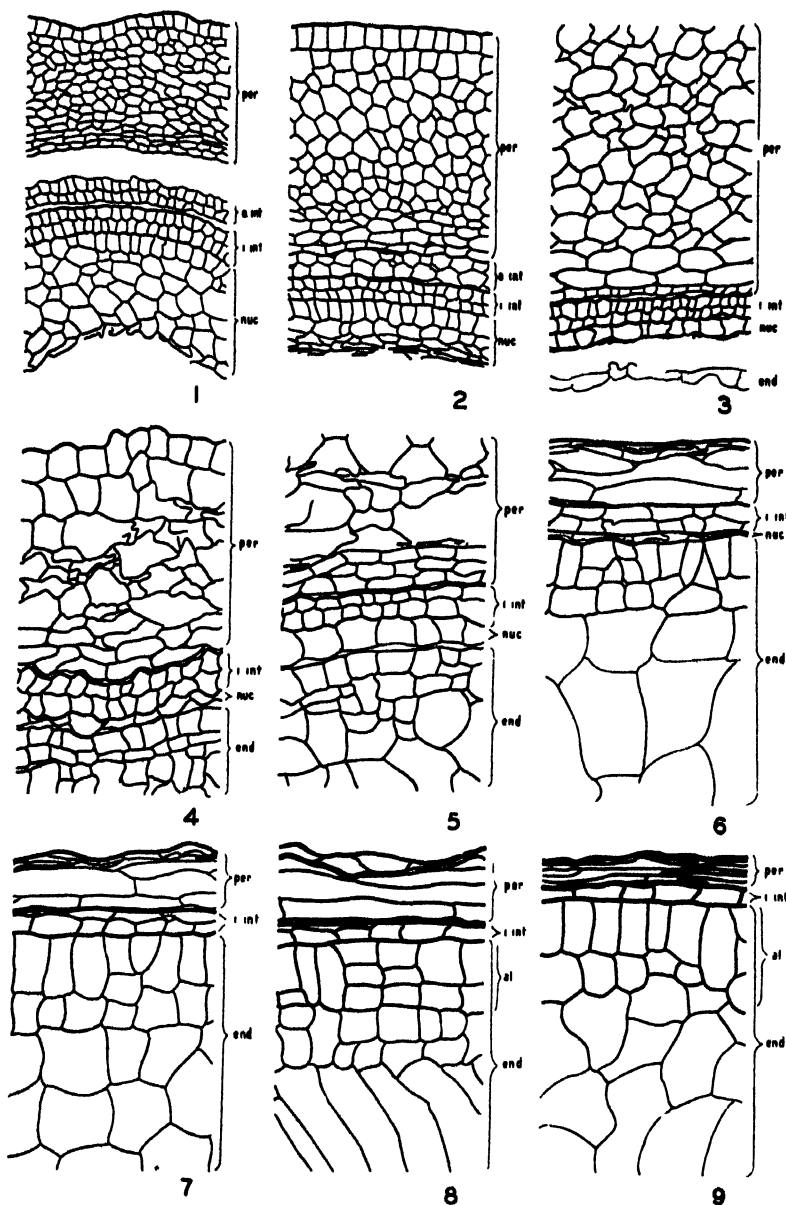 per
o int
i int
nuc
1
per
o int
i int
nuc
2
per
i int
nuc
end
3
per
i int
nuc
end
4
per
i int
nuc
end
5
per
i int
nuc
end
6
per
i int
end
7
per
i int
al
end
8
per
i int
al
end
9